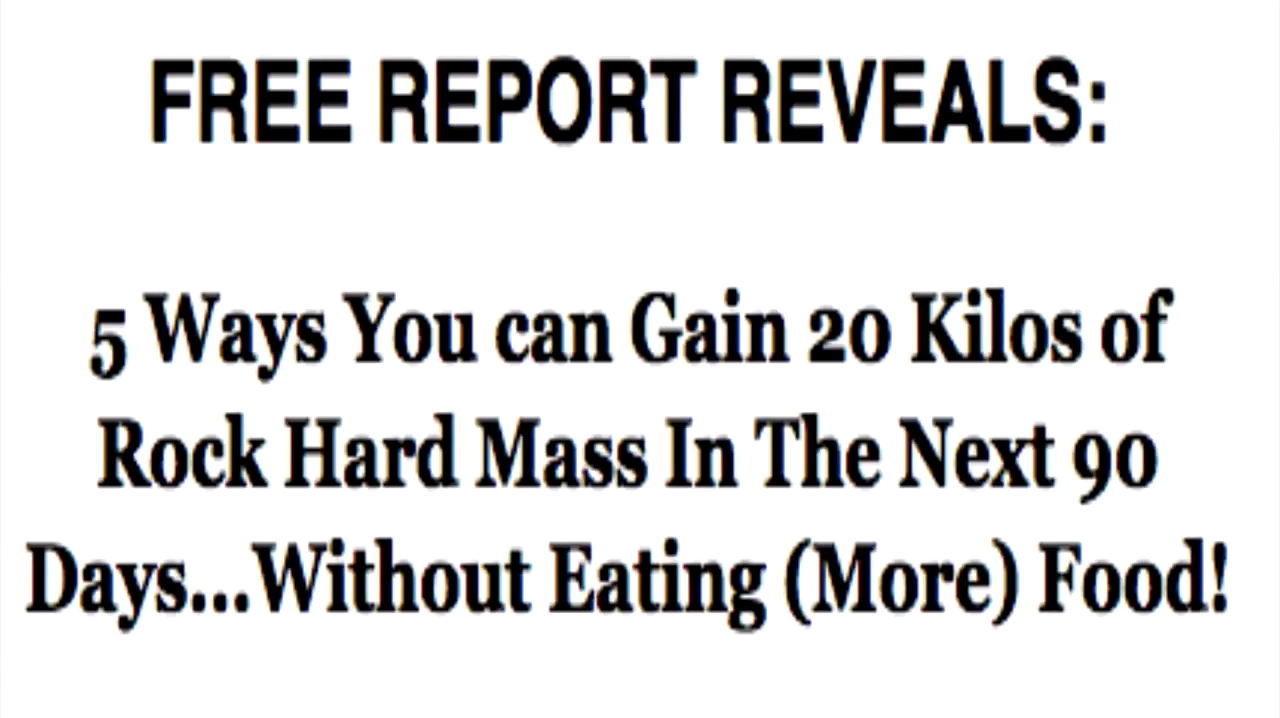 FREE REPORT REVEALS:
5 Ways You can Gain 20 Kilos of
Rock Hard Mass In The Next 90
Days...Without Eating (More) Food!